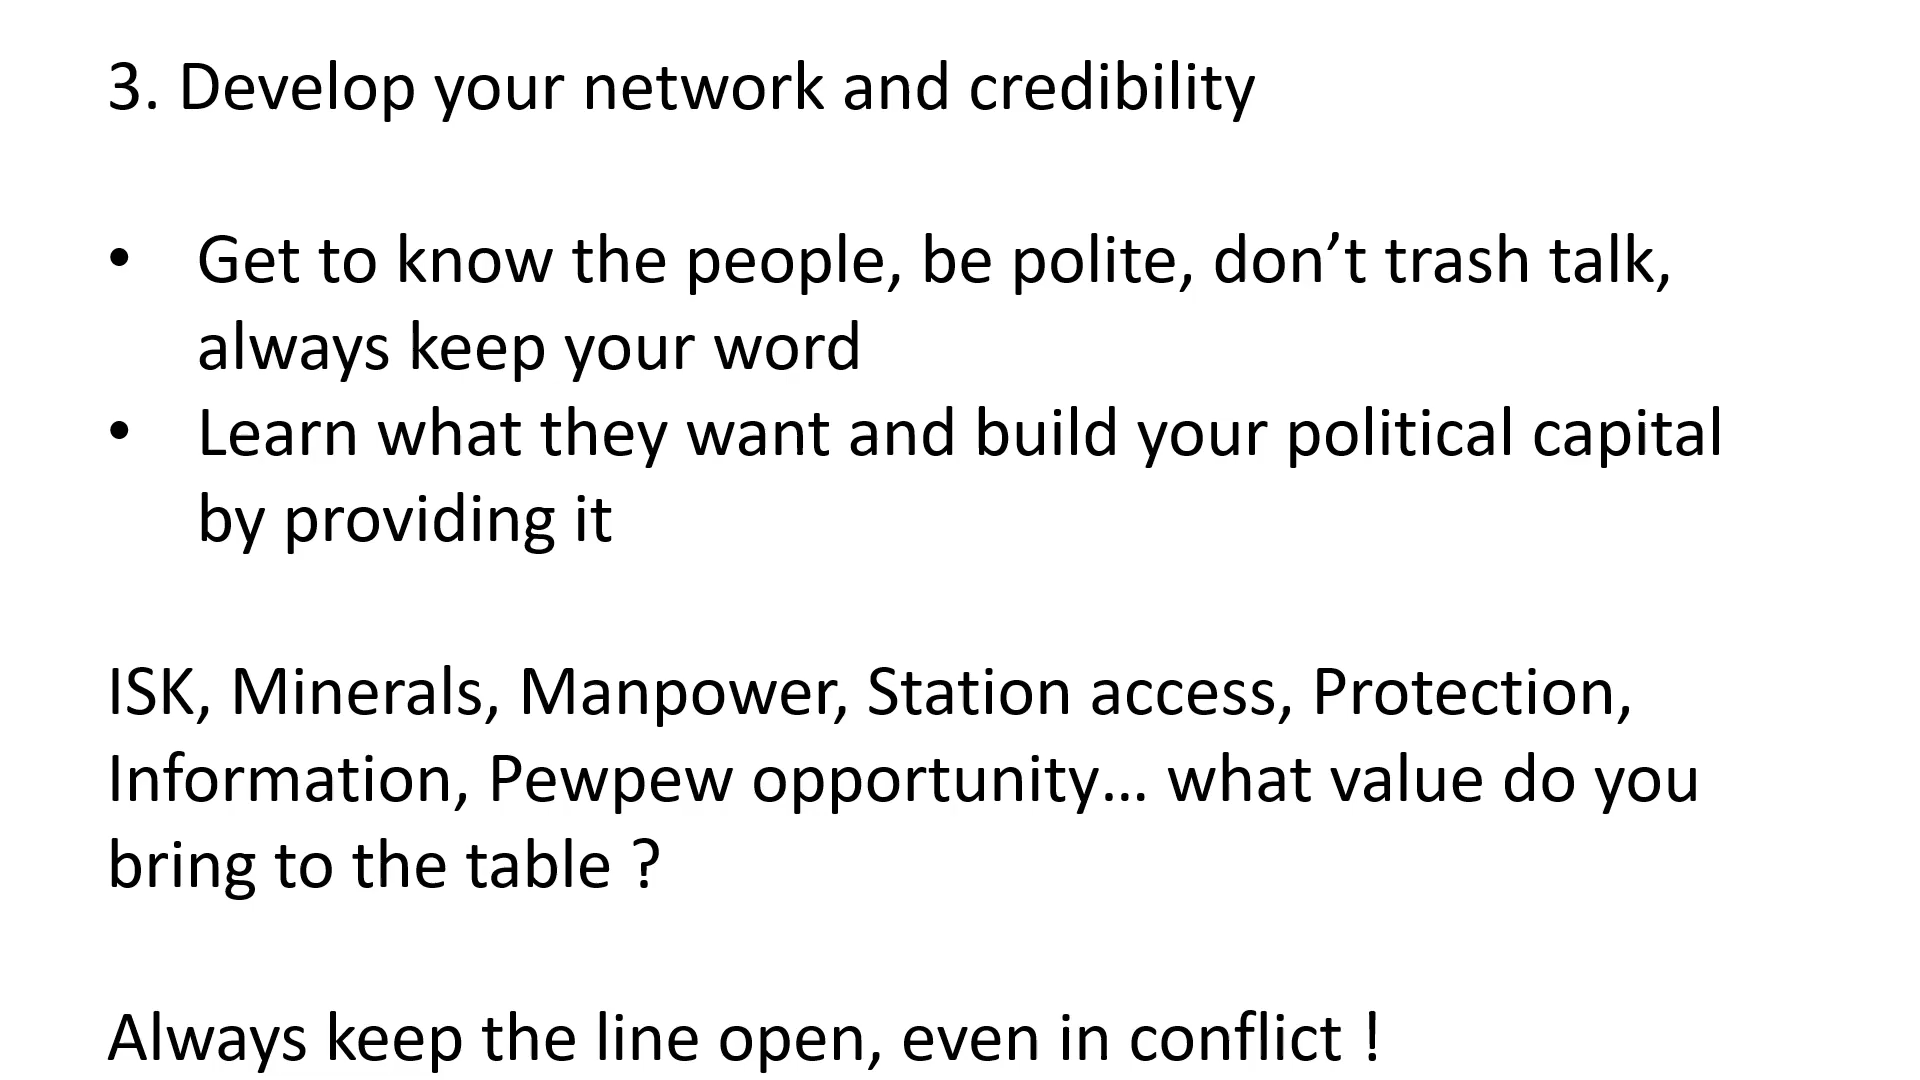 3. Develop your network and credibility
• Get to know the people, be polite, don’t trash talk,
always keep your word
• Learn what they want and build your political capital
by providing it
ISK, Minerals, Manpower, Station access, Protection,
Information, Pewpew opportunity… what value do you
bring to the table ?
Always keep the line open, even in conflict !